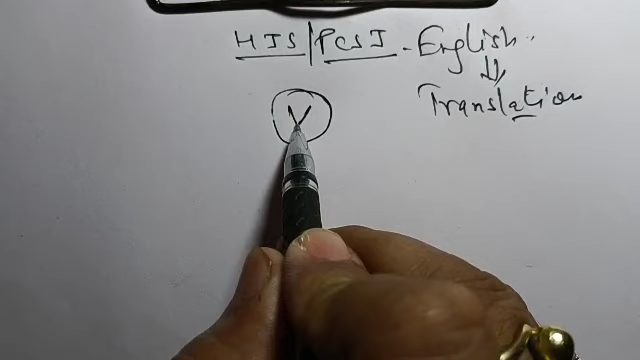 HJS/PCSJ - English..
⇓
Translation
V